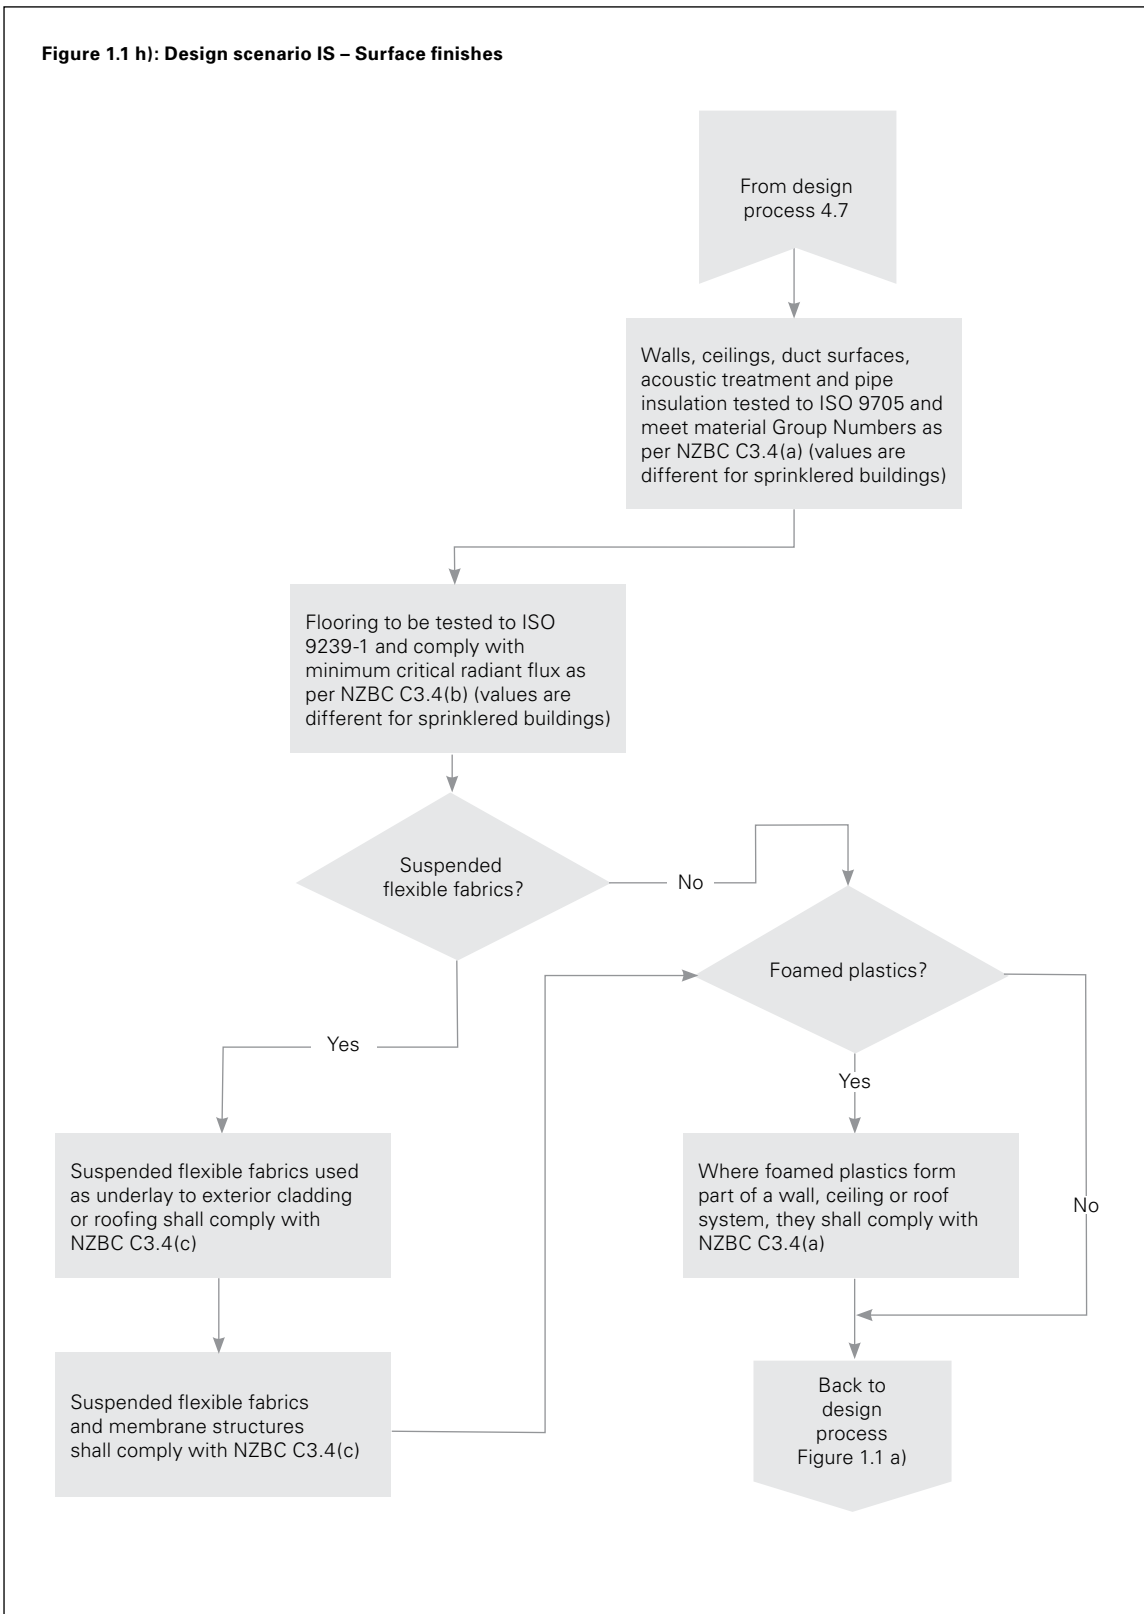 Figure 1.1 h): Design scenario IS – Surface finishes
From design
process 4.7
Walls, ceilings, duct surfaces,
acoustic treatment and pipe
insulation tested to ISO 9705 and
meet material Group Numbers as
per NZBC C3.4(a) (values are
different for sprinklered buildings)
Flooring to be tested to ISO
9239-1 and comply with
minimum critical radiant flux as
per NZBC C3.4(b) (values are
different for sprinklered buildings)
Suspended
flexible fabrics?
No
Foamed plastics?
Yes
Yes
No
Suspended flexible fabrics used
as underlay to exterior cladding
or roofing shall comply with
NZBC C3.4(c)
Where foamed plastics form
part of a wall, ceiling or roof
system, they shall comply with
NZBC C3.4(a)
Suspended flexible fabrics
and membrane structures
shall comply with NZBC C3.4(c)
Back to
design
process
Figure 1.1 a)